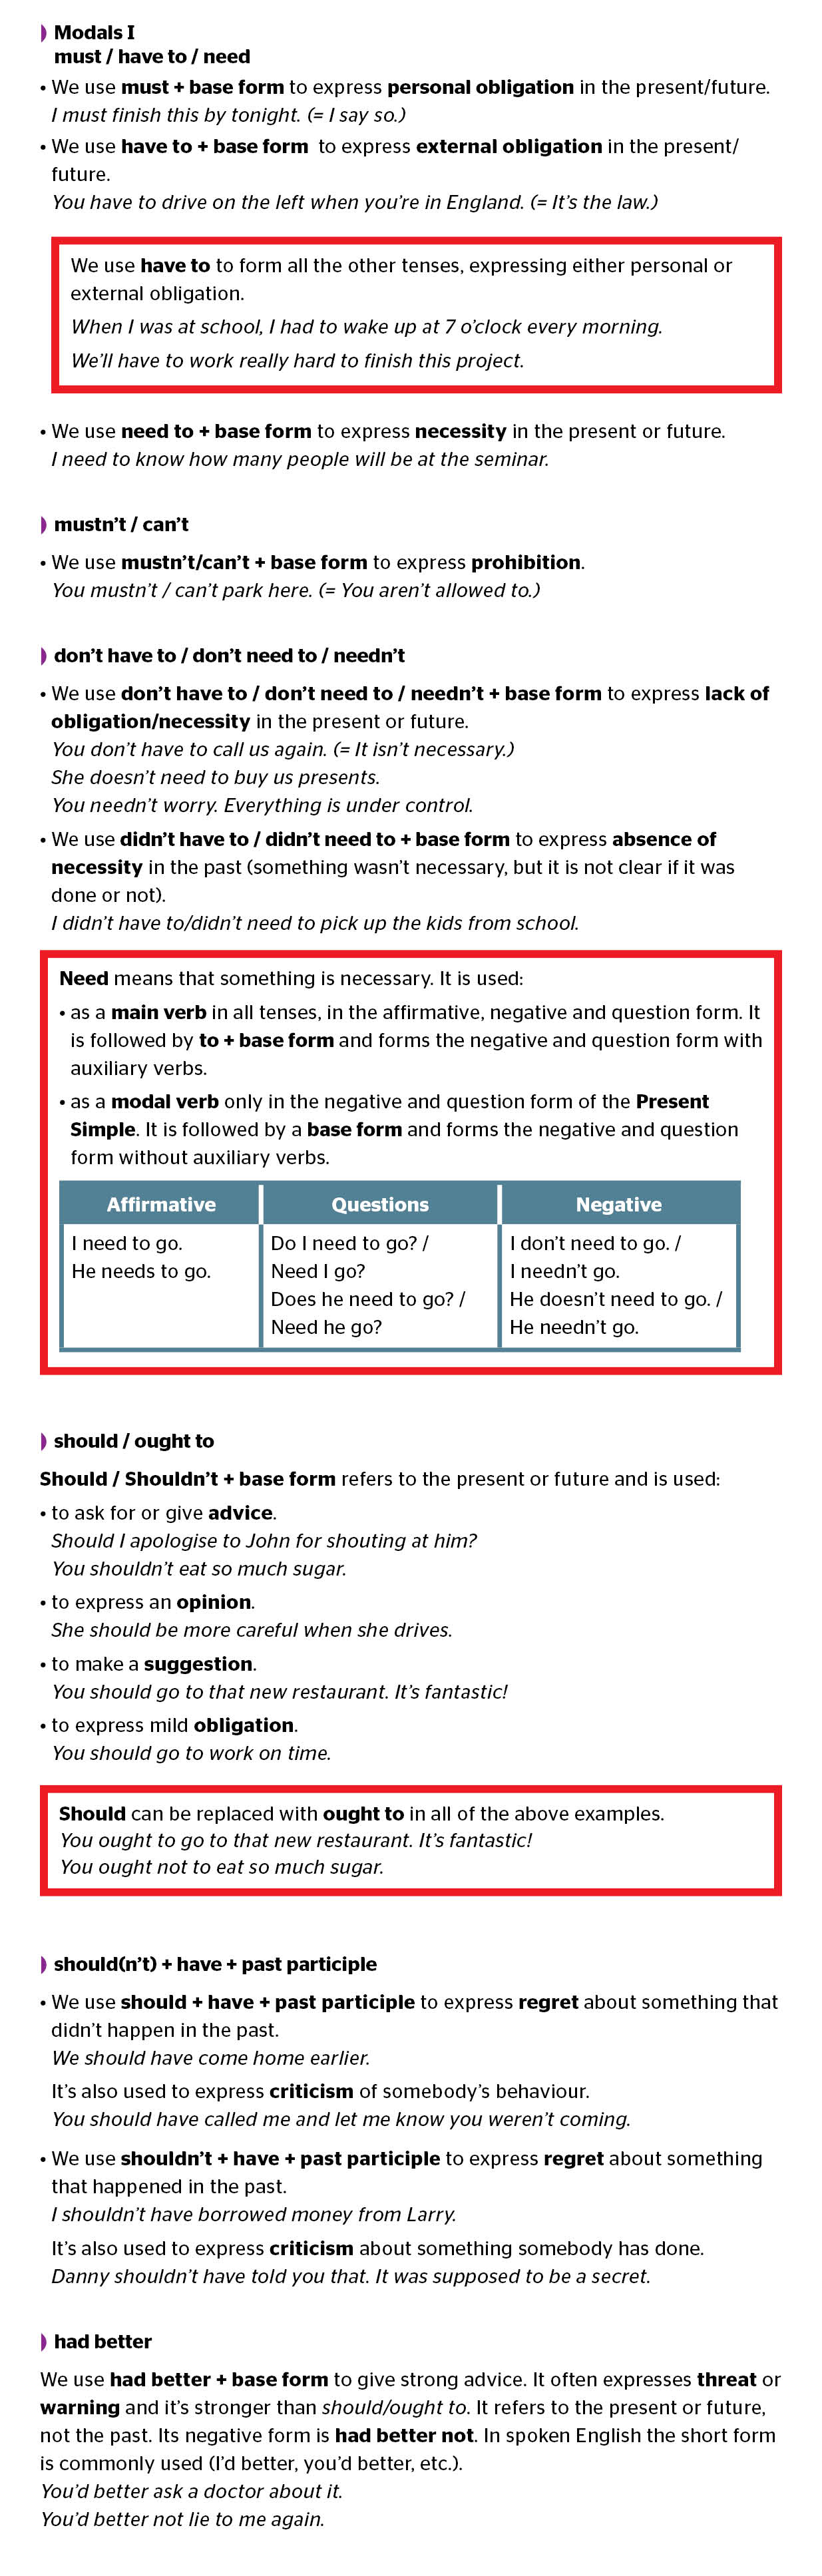 Modals I
must / have to / need
• We use must + base form to express personal obligation in the present/future.
I must finish this by tonight. (= I say so.)
• We use have to + base form to express external obligation in the present/
future.
You have to drive on the left when you’re in England. (= It’s the law.)
We use have to to form all the other tenses, expressing either personal or
external obligation.
When I was at school, I had to wake up at 7 o’clock every morning.
We’ll have to work really hard to finish this project.
• We use need to + base form to express necessity in the present or future.
I need to know how many people will be at the seminar.
mustn’t / can’t
• We use mustn’t/can’t + base form to express prohibition.
You mustn’t / can’t park here. (= You aren’t allowed to.)
don’t have to / don’t need to / needn’t
• We use don’t have to / don’t need to / needn’t + base form to express lack of
obligation/necessity in the present or future.
You don’t have to call us again. (= It isn’t necessary.)
She doesn’t need to buy us presents.
You needn’t worry. Everything is under control.
• We use didn’t have to / didn’t need to + base form to express absence of
necessity in the past (something wasn’t necessary, but it is not clear if it was
done or not).
I didn’t have to/didn’t need to pick up the kids from school.
Need means that something is necessary. It is used:
• as a main verb in all tenses, in the affirmative, negative and question form. It
is followed by to + base form and forms the negative and question form with
auxiliary verbs.
• as a modal verb only in the negative and question form of the Present
Simple. It is followed by a base form and forms the negative and question
form without auxiliary verbs.
Affirmative Questions Negative
I need to go. Do I need to go? / I don’t need to go. /
He needs to go. Need I go? I needn’t go.
Does he need to go? / He doesn’t need to go. /
Need he go? He needn’t go.
should / ought to
Should / Shouldn’t + base form refers to the present or future and is used:
• to ask for or give advice.
Should I apologise to John for shouting at him?
You shouldn’t eat so much sugar.
• to express an opinion.
She should be more careful when she drives.
• to make a suggestion.
You should go to that new restaurant. It’s fantastic!
• to express mild obligation.
You should go to work on time.
Should can be replaced with ought to in all of the above examples.
You ought to go to that new restaurant. It’s fantastic!
You ought not to eat so much sugar.
should(n’t) + have + past participle
• We use should + have + past participle to express regret about something that
didn’t happen in the past.
We should have come home earlier.
It’s also used to express criticism of somebody’s behaviour.
You should have called me and let me know you weren’t coming.
• We use shouldn’t + have + past participle to express regret about something
that happened in the past.
I shouldn’t have borrowed money from Larry.
It’s also used to express criticism about something somebody has done.
Danny shouldn’t have told you that. It was supposed to be a secret.
had better
We use had better + base form to give strong advice. It often expresses threat or
warning and it’s stronger than should/ought to. It refers to the present or future,
not the past. Its negative form is had better not. In spoken English the short form
is commonly used (I’d better, you’d better, etc.).
You’d better ask a doctor about it.
You’d better not lie to me again.